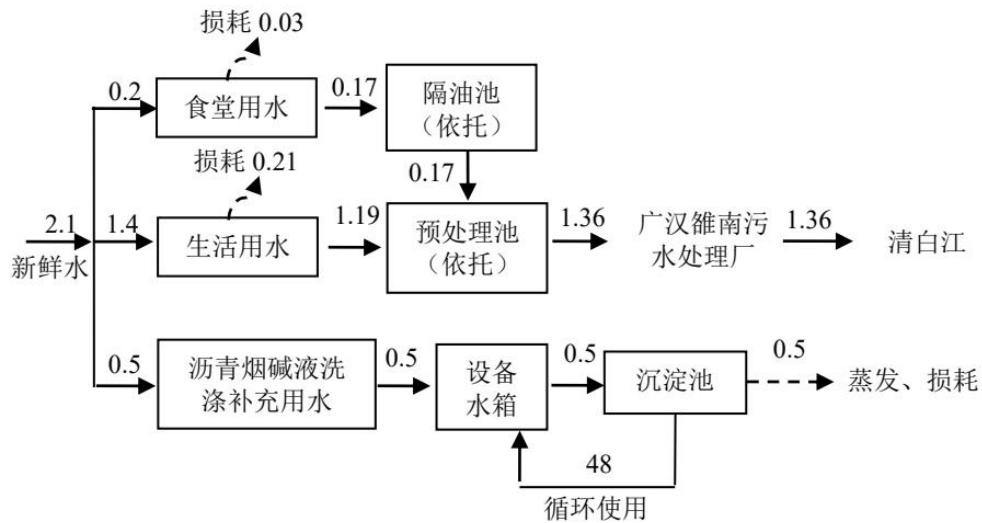 损耗 0.03
0.2
食堂用水
0.17
隔油池
（依托）
损耗 0.21
0.17
2.1
新鲜水
1.4
生活用水
1.19
预处理池
（依托）
1.36
广汉雒南污
水处理厂
1.36
清白江
0.5
沥青烟碱液洗
涤补充用水
0.5
设备
水箱
0.5
沉淀池
0.5
蒸发、损耗
48
循环使用